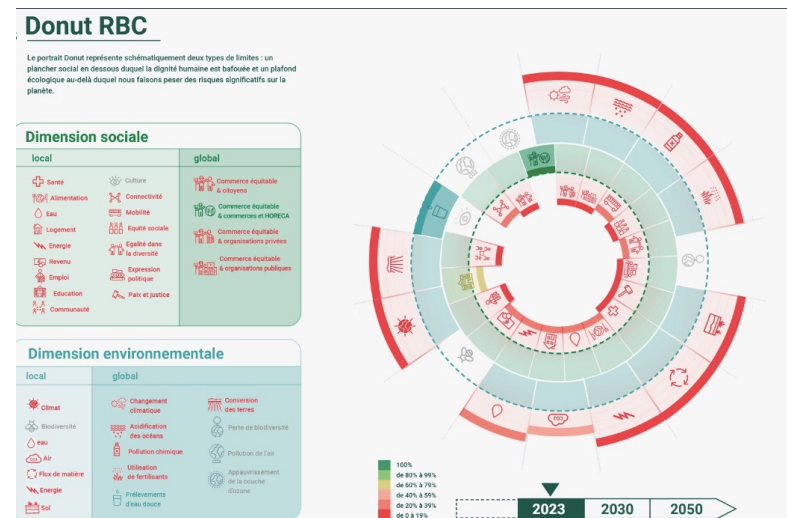 Donut RBC
Le portrait Donut représente schématiquement deux types de limites : un
plancher social en dessous duquel la dignité humaine est bafouée et un plafond
écologique au-delà duquel nous faisons peser des risques significatifs sur la
planète.
Dimension sociale
local
global
Santé
Alimentation
Eau
Logement
Energie
Revenu
Emploi
Education
Communauté
Culture
Connectivité
Mobilité
Equité sociale
Egalité dans
la diversité
Expression
politique
Paix et justice
Commerce équitable
& citoyens
Commerce équitable
& commerces et HORECA
Commerce équitable
& organisations privées
Commerce équitable
& organisations publiques
Dimension environnementale
local
global
Climat
Biodiversité
eau
Air
Flux de matière
Energie
Sol
Changement
climatique
Acidification
des océans
Pollution chimique
Utilisation
de fertilisants
Prélèvements
d'eau douce
Conversion
des terres
Perte de biodiversité
Pollution de l'air
Appauvrissement
de la couche
d'ozone
100%
de 80% à 99%
de 60% à 79%
de 40% à 59%
de 20% à 39%
de 0 à 19%
2023
2030
2050